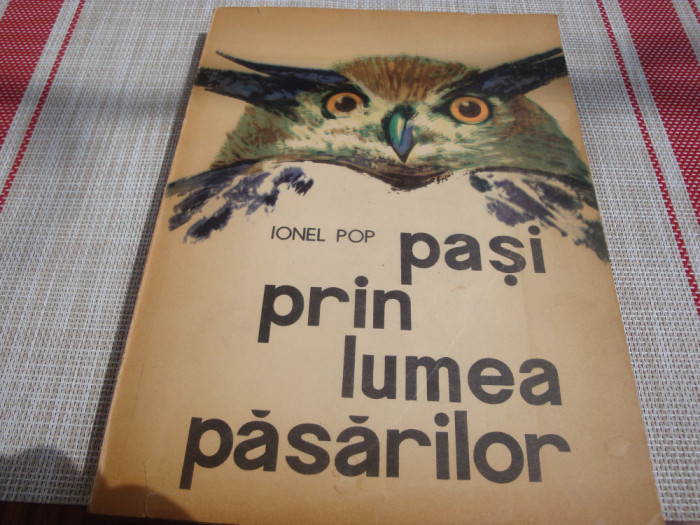 IONEL POP
pași
prin
lumea
păsărilor